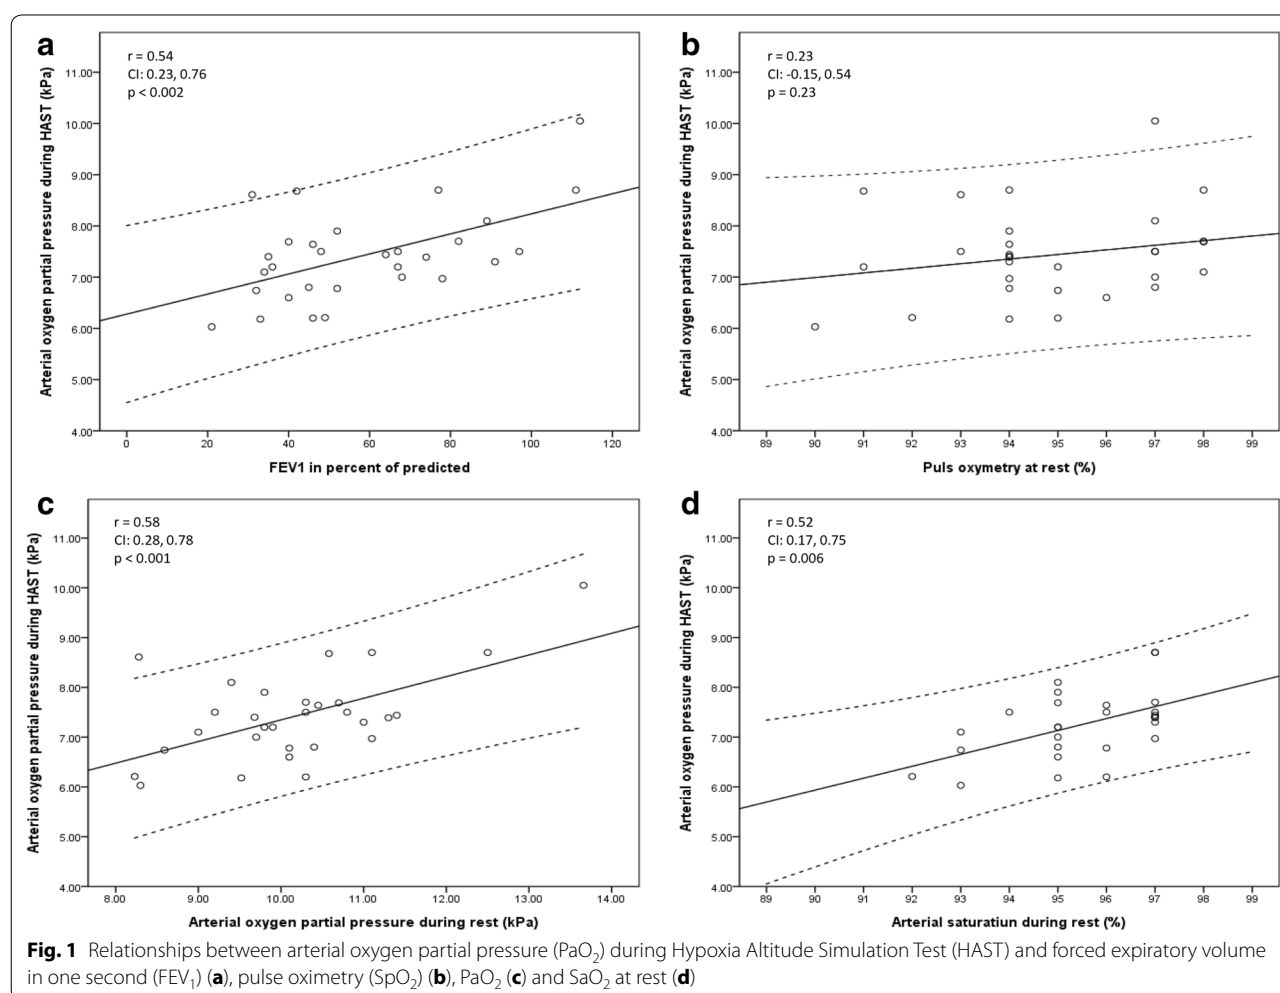 a
r = 0.54
CI: 0.23, 0.76
p < 0.002
Arterial oxygen partial pressure during HAST (kPa)
11.00
10.00
9.00
8.00
7.00
6.00
5.00
4.00
0 20 40 60 80 100 120
FEV1 in percent of predicted
b
r = 0.23
CI: -0.15, 0.54
p = 0.23
Arterial oxygen partial pressure during HAST (kPa)
11.00
10.00
9.00
8.00
7.00
6.00
5.00
4.00
89 90 91 92 93 94 95 96 97 98 99
Puls oxymetry at rest (%)
c
r = 0.58
CI: 0.28, 0.78
p < 0.001
Arterial oxygen partial pressure during HAST (kPa)
11.00
10.00
9.00
8.00
7.00
6.00
5.00
4.00
8.00 9.00 10.00 11.00 12.00 13.00 14.00
Arterial oxygen partial pressure during rest (kPa)
d
r = 0.52
CI: 0.17, 0.75
p = 0.006
Arterial oxygen pressure during HAST (kPa)
11.00
10.00
9.00
8.00
7.00
6.00
5.00
4.00
89 90 91 92 93 94 95 96 97 98 99
Arterial saturatiun during rest (%)
Fig. 1 Relationships between arterial oxygen partial pressure (PaO2) during Hypoxia Altitude Simulation Test (HAST) and forced expiratory volume
in one second (FEV1) (a), pulse oximetry (SpO2) (b), PaO2 (c) and SaO2 at rest (d)